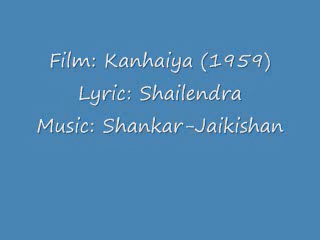 Film: Kanhaiya (1959)
Lyric: Shailendra
Music: Shankar-Jaikishan